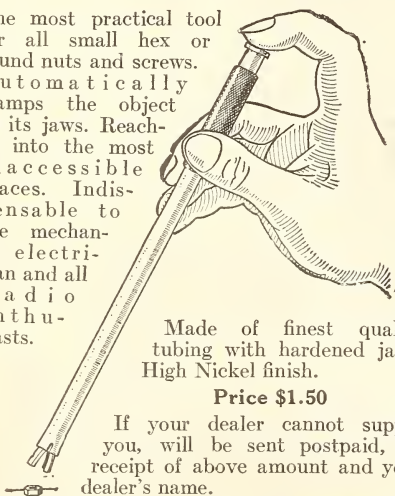 he most practical tool
r all small hex or
und nuts and screws.
utomatically
amps the object
its jaws. Reach-
into the most
accessible
aces. Indis-
ensable to
e mechan-
electri-
an and all
adio
nthu-
sts.
Made of finest qual
tubing with hardened ja
High Nickel finish.
Price $1.50
If your dealer cannot sup
you, will be sent postpaid,
receipt of above amount and yo
dealer's name.